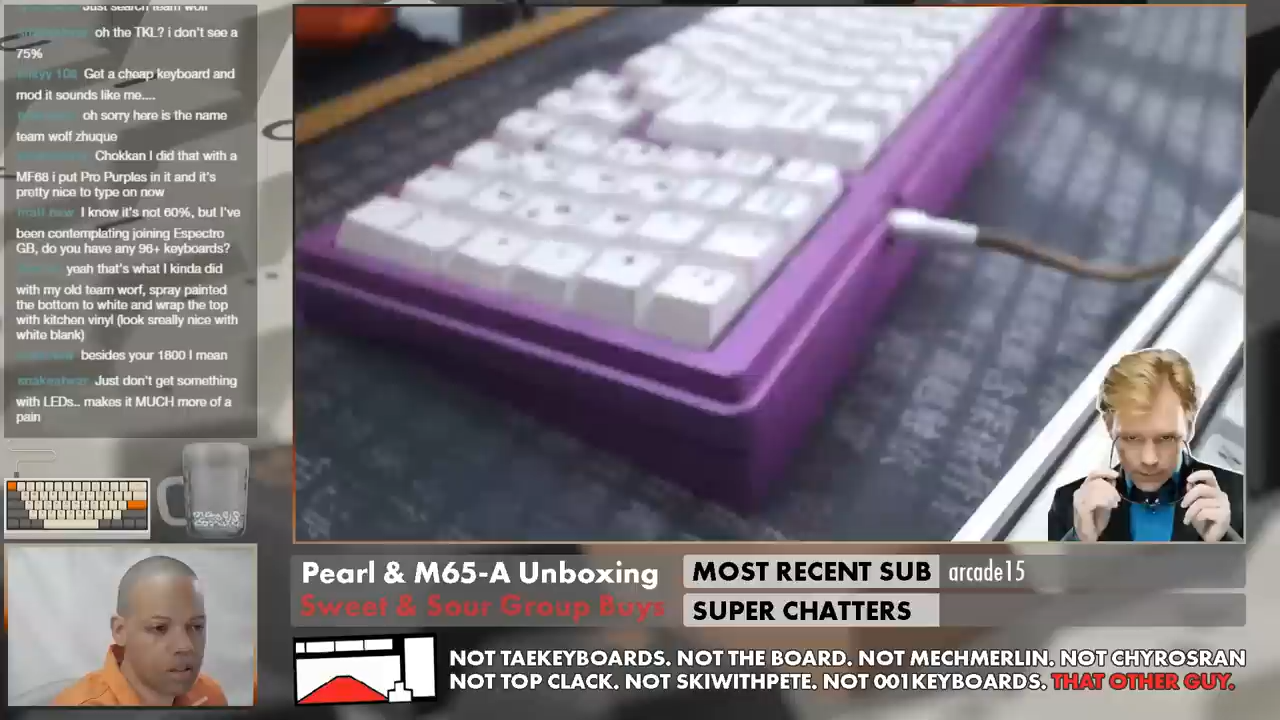 Just search team wolf
oh the TKL? i don't see a
75%
Get a cheap keyboard and
mod it sounds like me....
oh sorry here is the name
team wolf zhuque
Chokkan I did that with a
MF68 i put Pro Purples in it and it's
pretty nice to type on now
I know it's not 60%, but I've
been contemplating joining Espectro
GB, do you have any 96+ keyboards?
yeah that's what I kinda did
with my old team worf, spray painted
the bottom to white and wrap the top
with kitchen vinyl (look sreally nice with
white blank)
besides your 1800 I mean
Just don't get something
with LEDs.. makes it MUCH more of a
pain
Pearl & M65-A Unboxing
Sweet & Sour Group Buys
MOST RECENT SUB arcade15
SUPER CHATTERS
NOT TAEKEYBOARDS. NOT THE BOARD. NOT MECHMERLIN. NOT CHYROSRAN
NOT TOP CLACK. NOT SKIWITHPETE. NOT 001KEYBOARDS. THAT OTHER GUY.